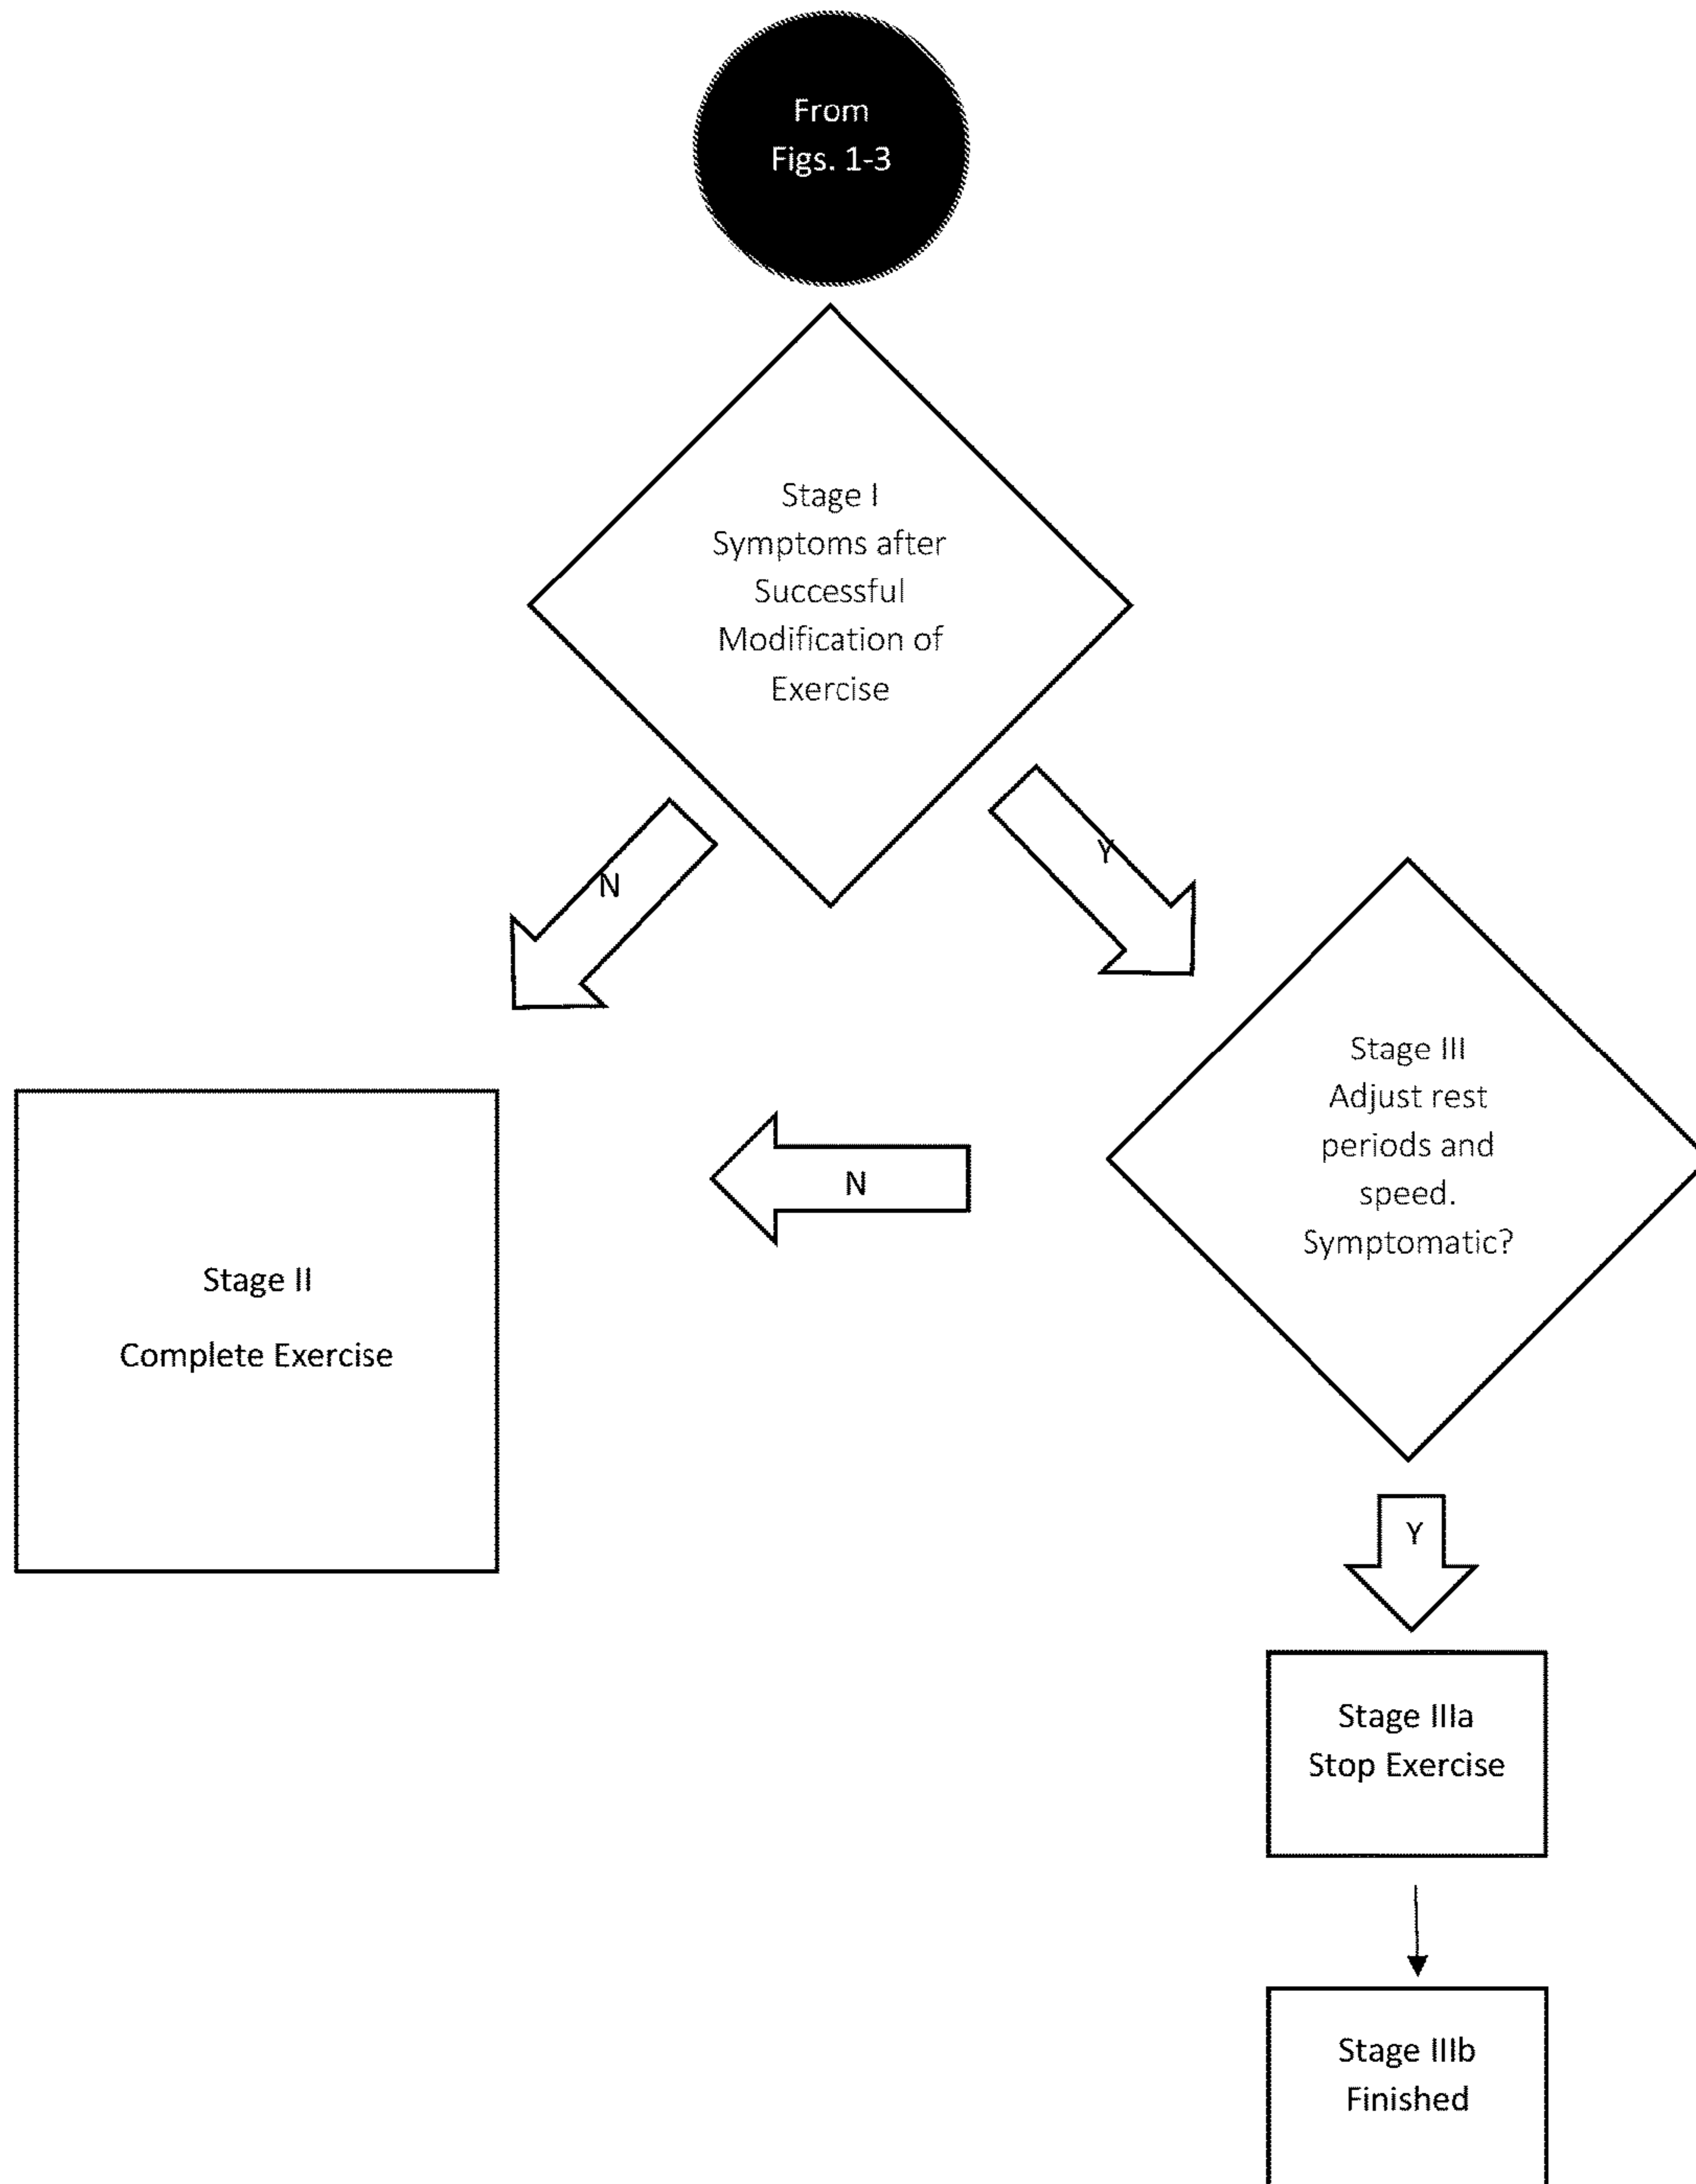 From
Figs. 1-3
Stage I
Symptoms after
Successful
Modification of
Exercise
N
Y
Stage III
Adjust rest
periods and
speed.
Symptomatic?
N
Stage II
Complete Exercise
Y
Stage IIIa
Stop Exercise
Stage IIIb
Finished